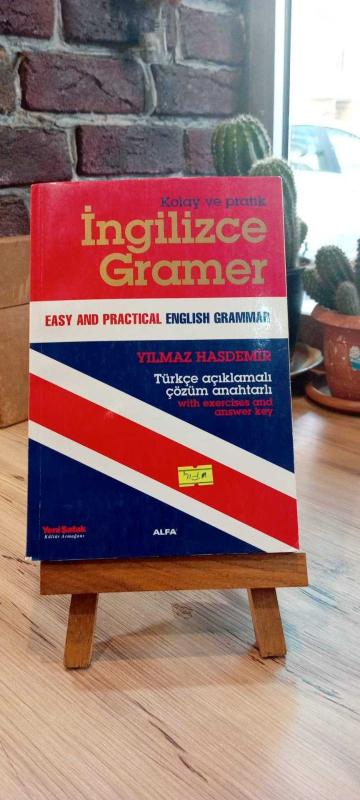 Kolay ve pratik
İngilizce
Gramer
EASY AND PRACTICAL ENGLISH GRAMMAR
YILMAZ HASDEMİR
Türkçe açıklamalı
çözüm anahtarlı
with exercises and
answer key
Yeni Şafak
Kültür Armağanı
ALFA